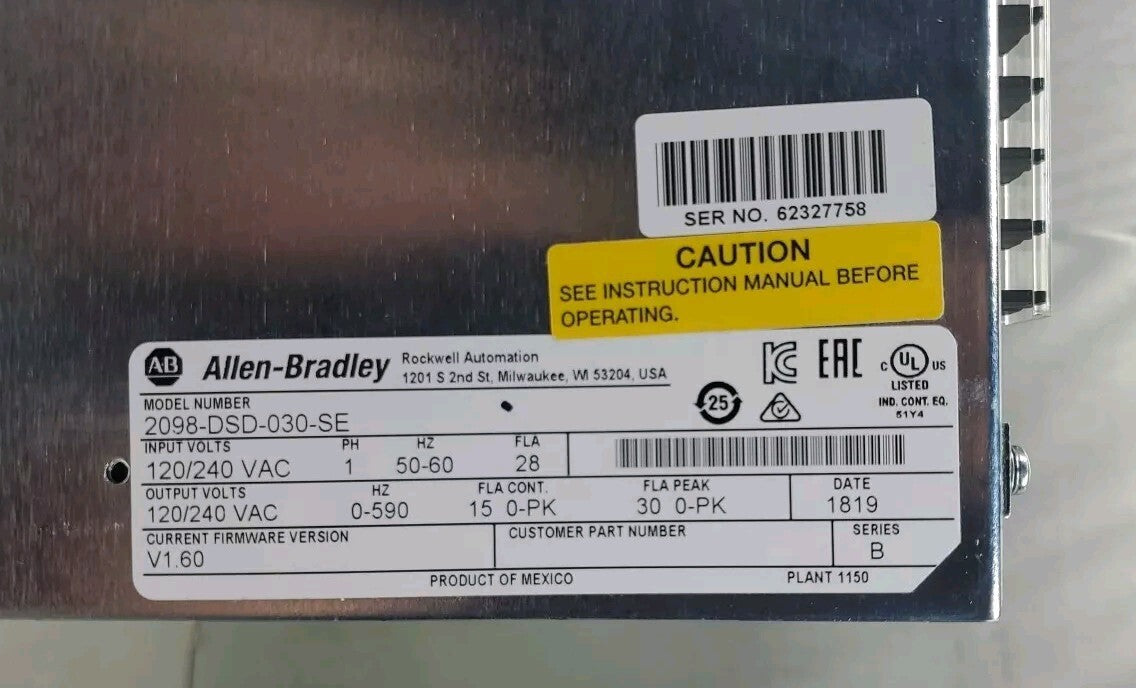 SER NO. 62327758
CAUTION
SEE INSTRUCTION MANUAL BEFORE
OPERATING.
AB Allen-Bradley
Rockwell Automation
1201 S 2nd St, Milwaukee, WI 53204, USA
KC EAC C UL US
LISTED
IND. CONT. EQ.
51Y4
25
MODEL NUMBER
2098-DSD-030-SE
INPUT VOLTS PH HZ FLA
120/240 VAC 1 50-60 28
OUTPUT VOLTS HZ FLA CONT. FLA PEAK DATE
120/240 VAC 0-590 15 0-PK 30 0-PK 1819
CURRENT FIRMWARE VERSION CUSTOMER PART NUMBER SERIES
V1.60 B
PRODUCT OF MEXICO PLANT 1150